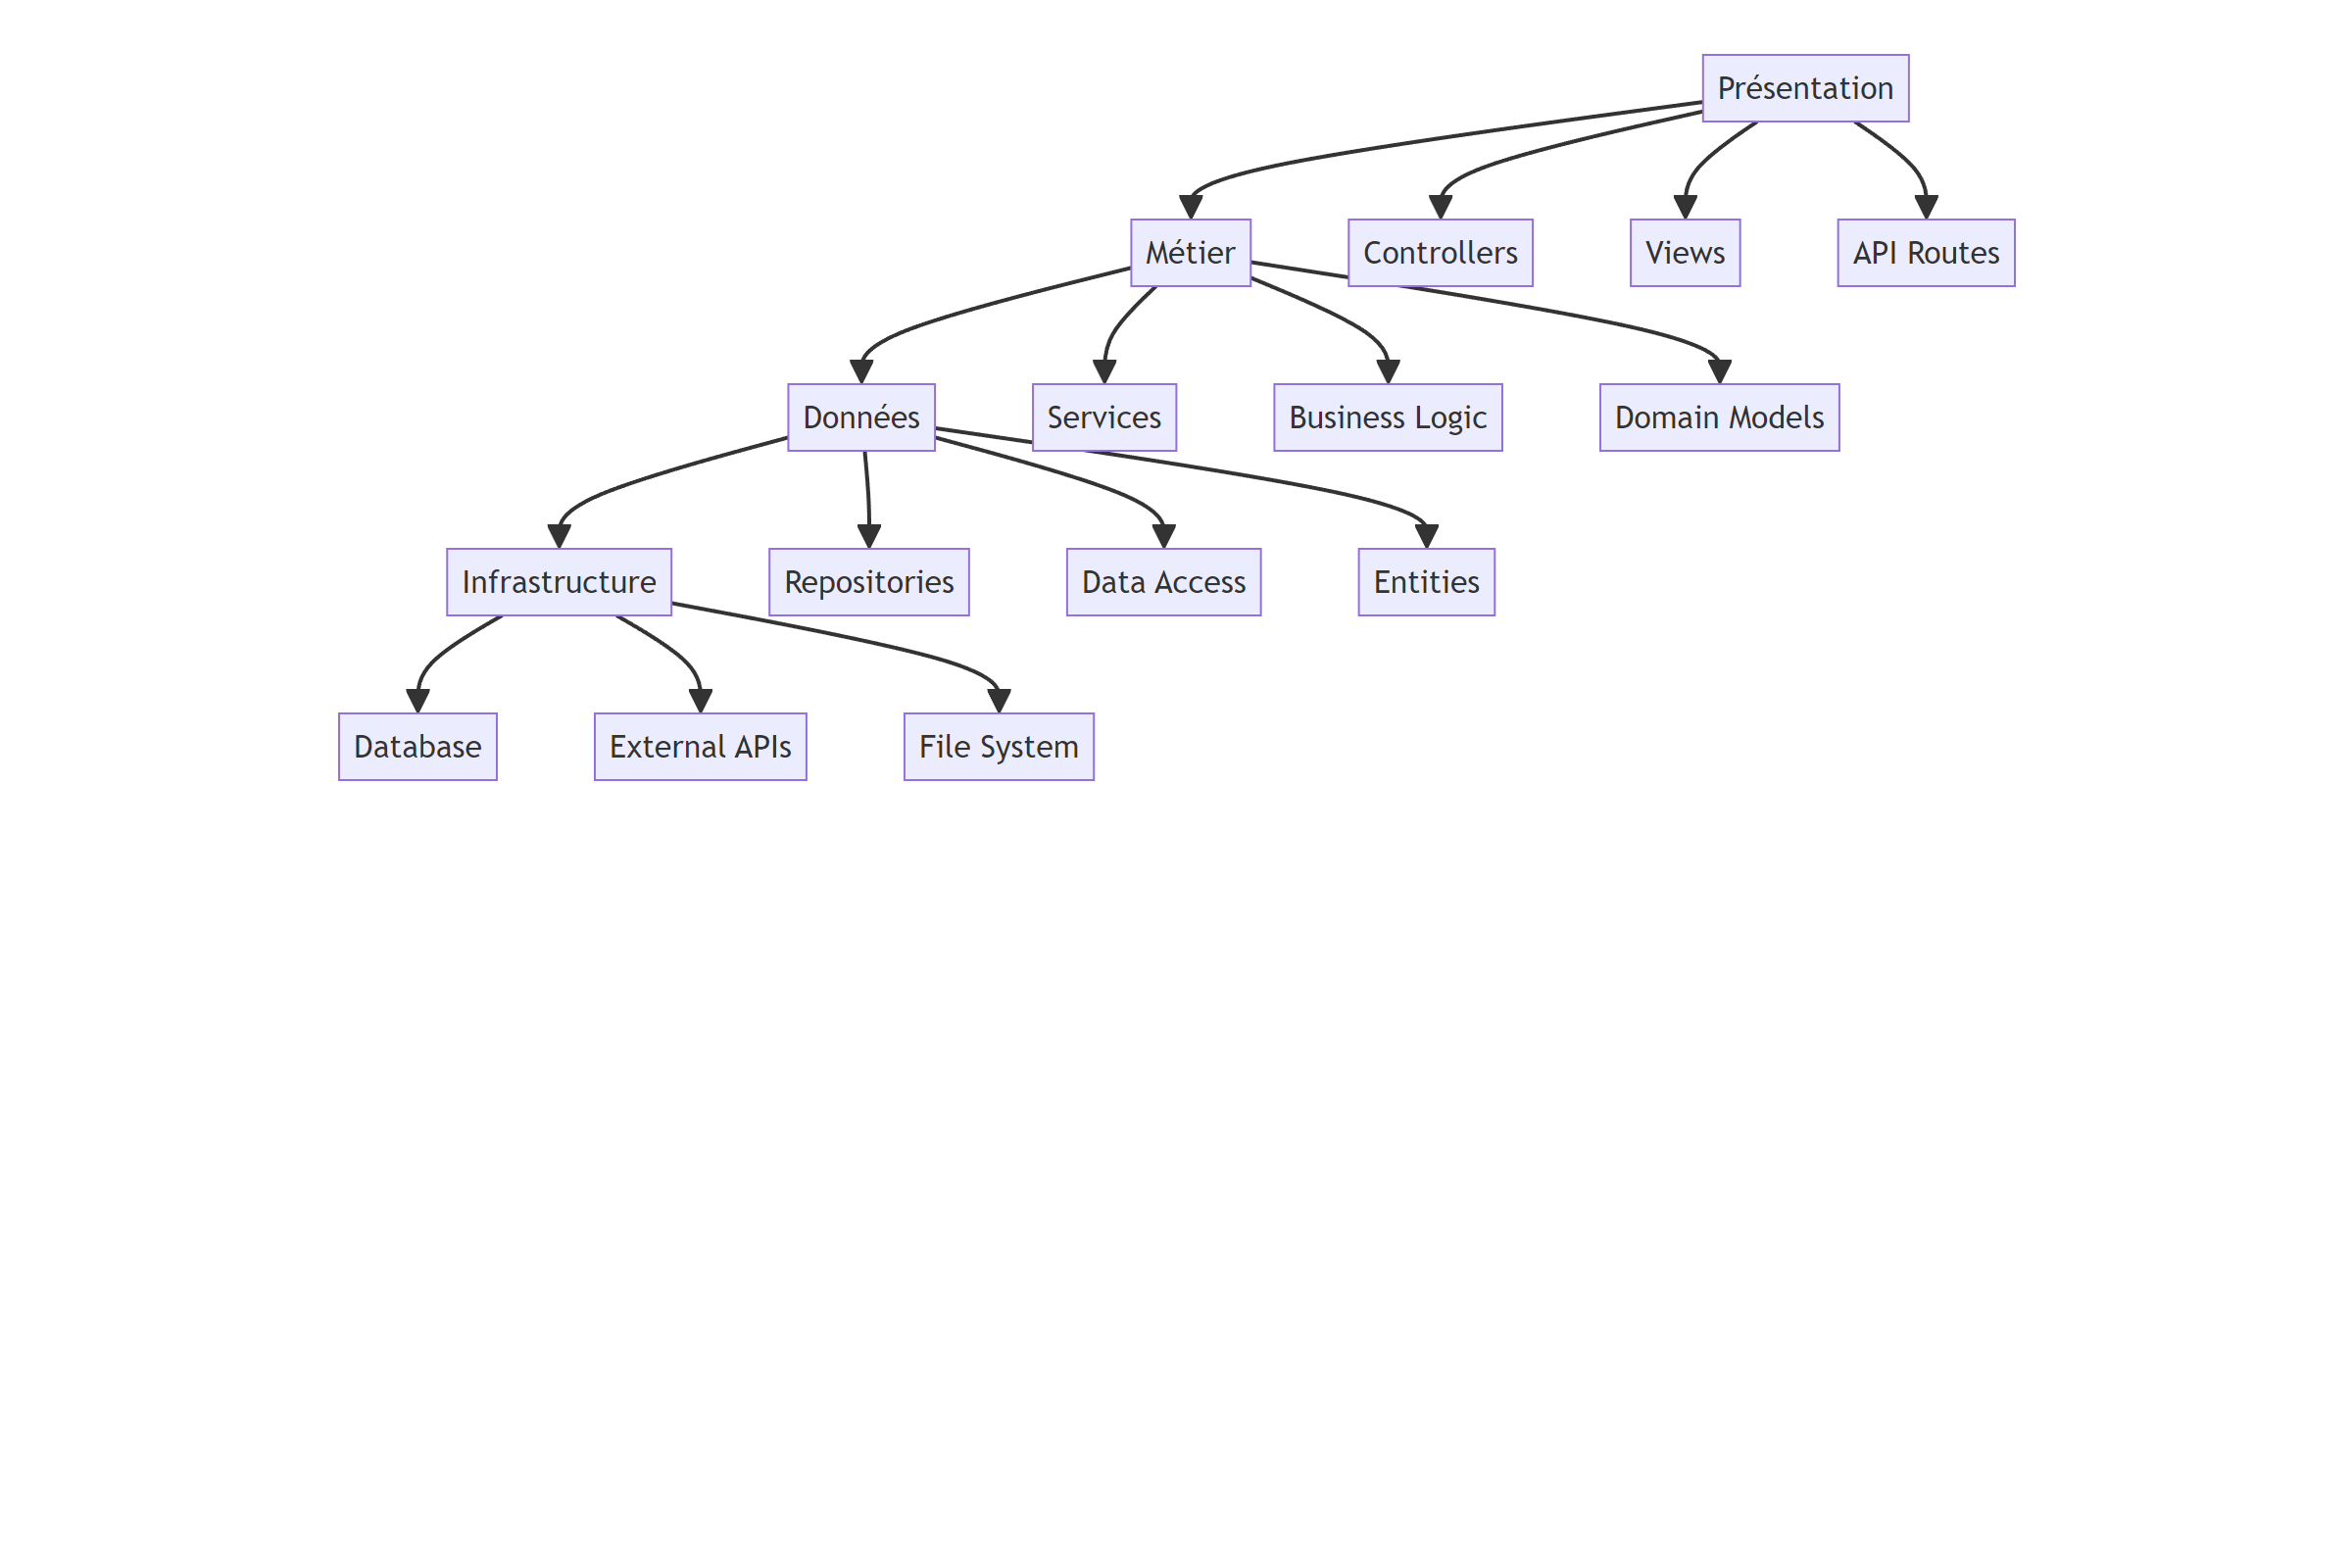 Présentation
Métier
Controllers
Views
API Routes
Données
Services
Business Logic
Domain Models
Infrastructure
Repositories
Data Access
Entities
Database
External APIs
File System